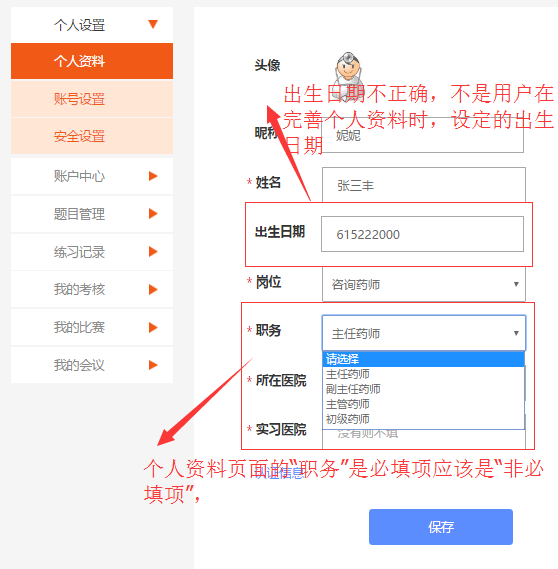 个人设置
个人资料
账号设置
安全设置
账户中心
题目管理
练习记录
我的考核
我的比赛
我的会议
头像
出生日期不正确，不是用户在
完善个人资料时，设定的出生
日期
昵称
妮妮
* 姓名
张三丰
出生日期
615222000
* 岗位
咨询药师
* 职务
主任药师
请选择
主任药师
副主任药师
主管药师
初级药师
* 所在医院
* 实习医院
没有则不填
个人资料页面的“职务”是必填项应该是“非必
填项”，
认证信息
保存